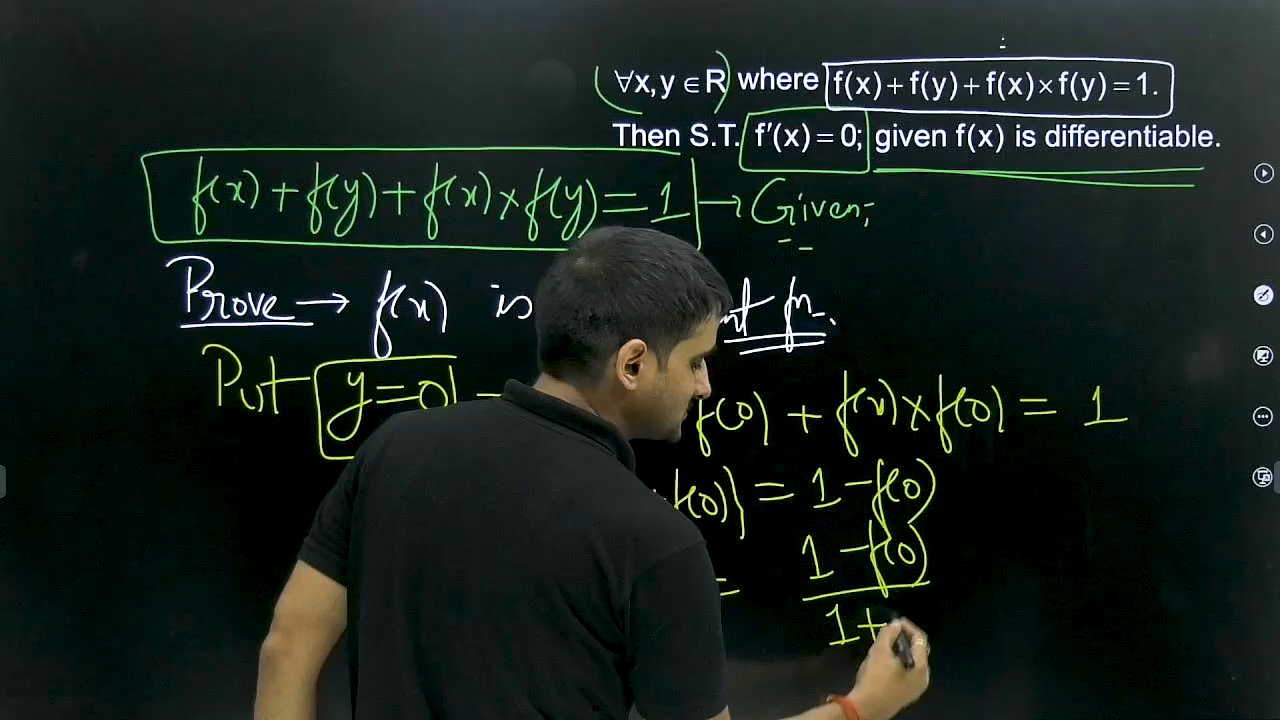 ∀x, y ∈ R where f(x) + f(y) + f(x) × f(y) = 1.
Then S.T. f′(x) = 0; given f(x) is differentiable.
f(x) + f(y) + f(x) × f(y) = 1 → Given;
Prove → f(x) is fn.
Put y=0 f(0) + f(x) × f(0) = 1
f(0)} = 1 - f(0)
= 1 - f(0)
1 +